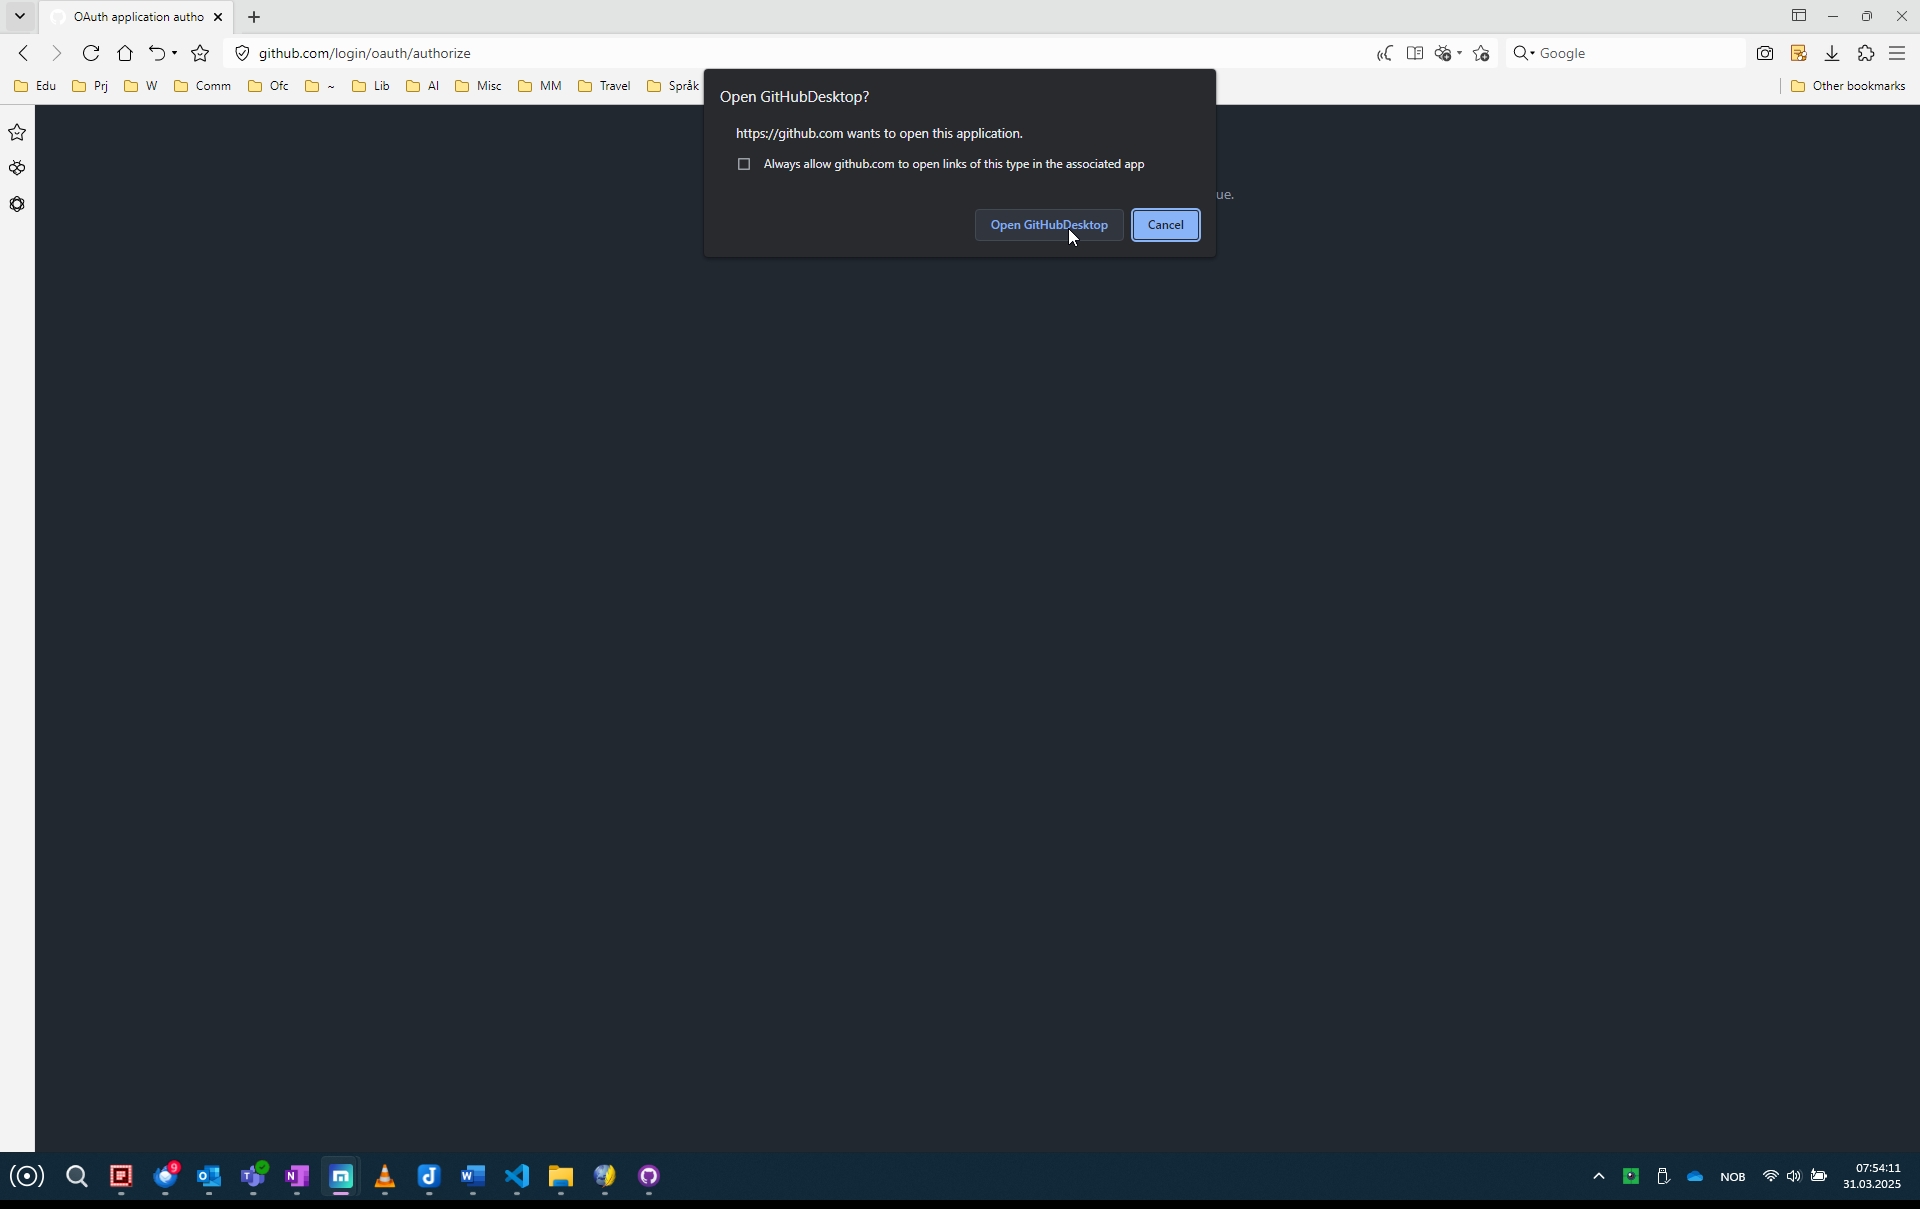 OAuth application autho
github.com/login/oauth/authorize
Google
Edu
Prj
W
Comm
Ofc
~
Lib
AI
Misc
MM
Travel
Språk
Other bookmarks
Open GitHubDesktop?
https://github.com wants to open this application.
Always allow github.com to open links of this type in the associated app
ue.
Open GitHubDesktop
Cancel
9
NOB
07:54:11
31.03.2025